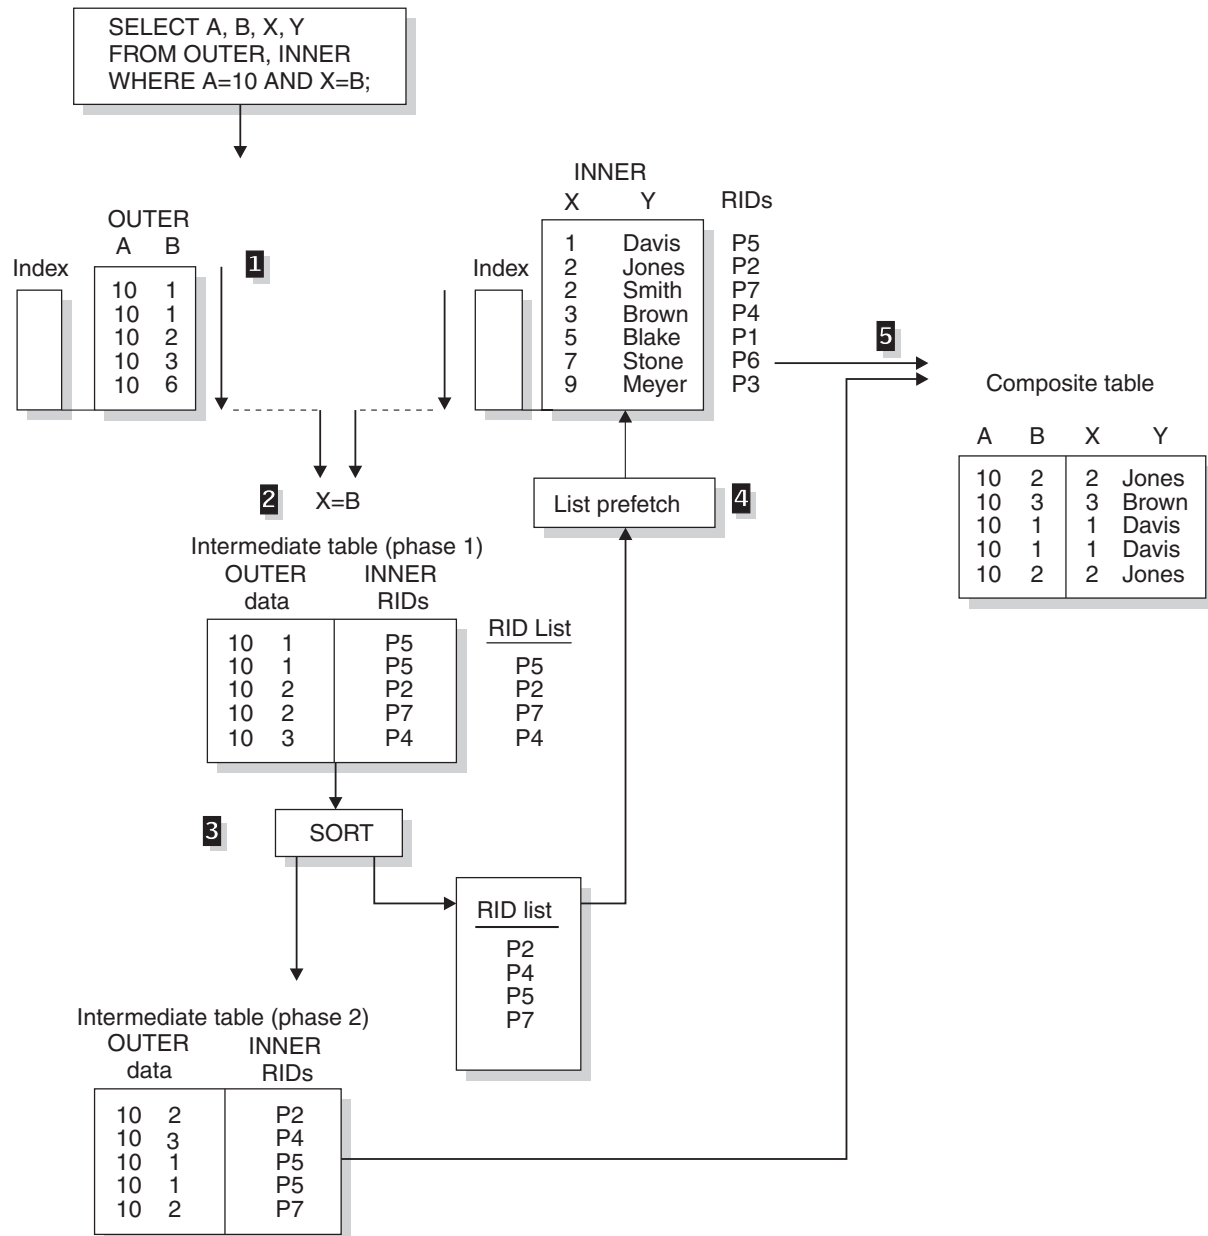 SELECT A, B, X, Y
FROM OUTER, INNER
WHERE A=10 AND X=B;
OUTER
A B
Index
10 1
10 1
10 2
10 3
10 6
1
INNER
X Y RIDs
Index
1 Davis P5
2 Jones P2
2 Smith P7
3 Brown P4
5 Blake P1
7 Stone P6
9 Meyer P3
5
Composite table
A B X Y
10 2 2 Jones
10 3 3 Brown
10 1 1 Davis
10 1 1 Davis
10 2 2 Jones
2 X=B
List prefetch 4
Intermediate table (phase 1)
OUTER INNER
data RIDs
RID List
10 1 P5 P5
10 1 P5 P2
10 2 P2 P7
10 2 P7 P4
10 3 P4
3 SORT
RID list
P2
P4
P5
P7
Intermediate table (phase 2)
OUTER INNER
data RIDs
10 2 P2
10 3 P4
10 1 P5
10 1 P5
10 2 P7